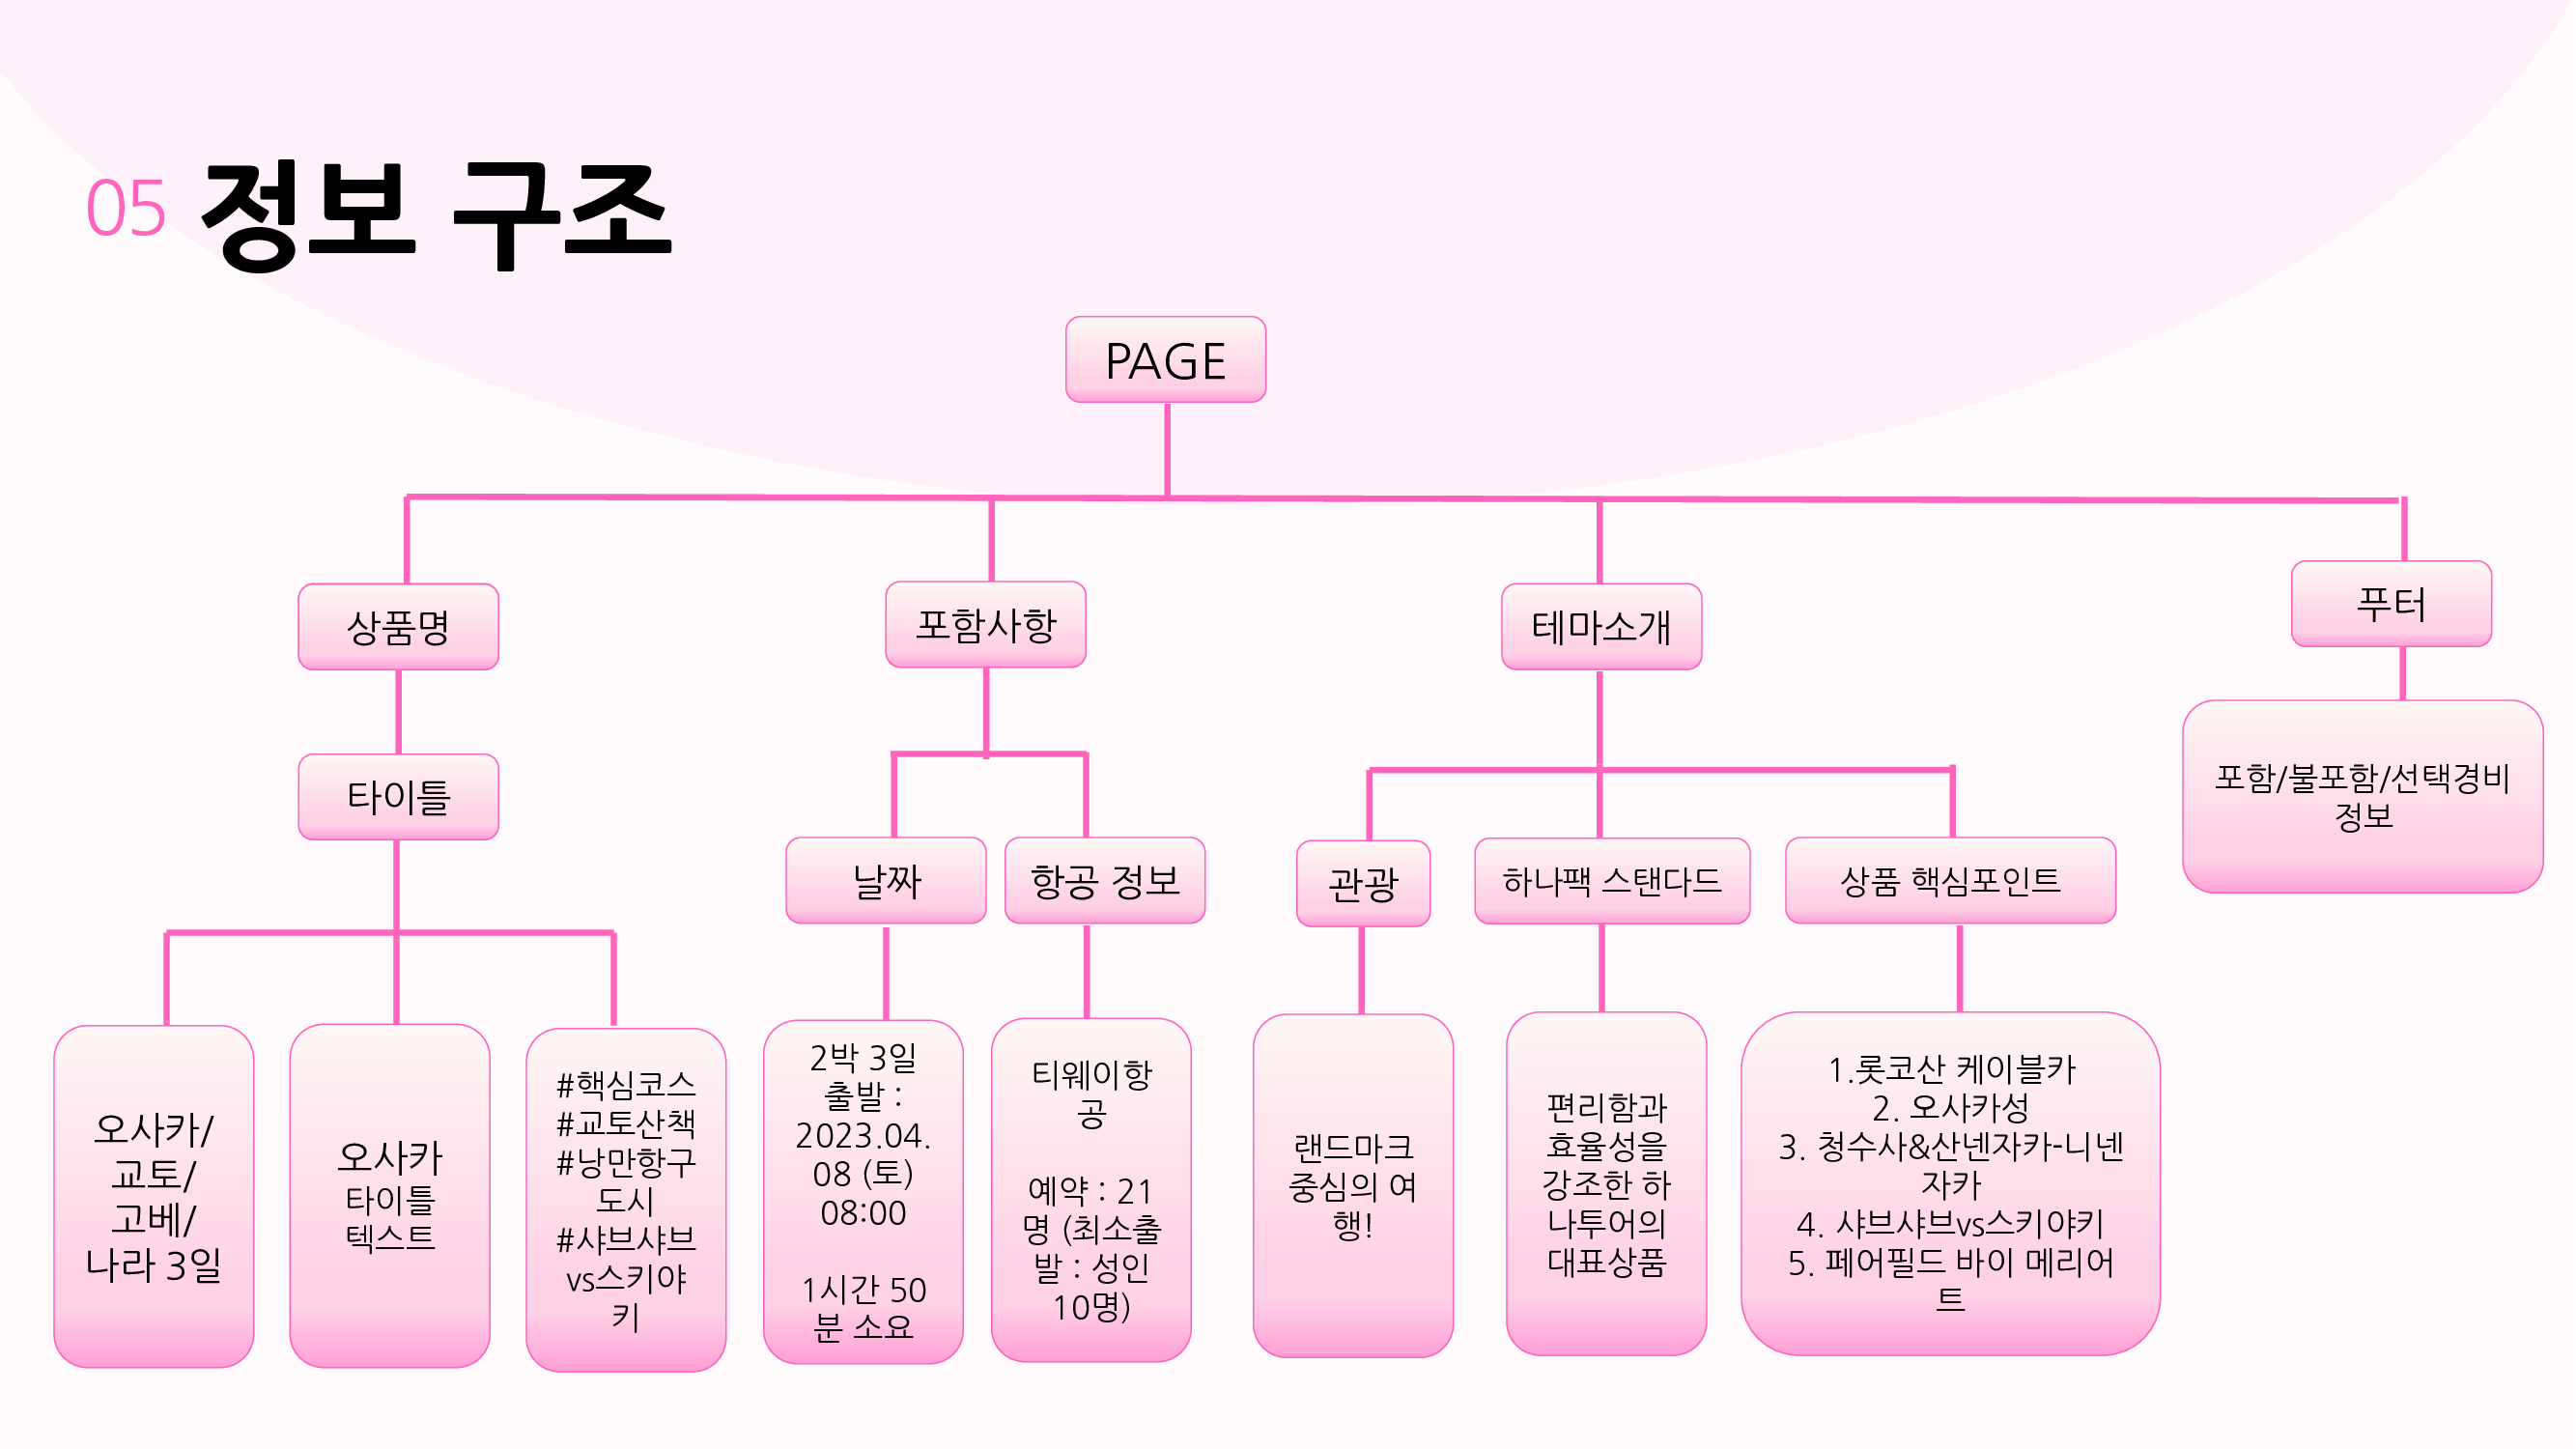 05 정보 구조
PAGE
상품명
포함사항
테마소개
푸터
타이틀
포함/불포함/선택경비
정보
날짜
항공 정보
관광
하나팩 스탠다드
상품 핵심포인트
오사카/
교토/
고베/
나라 3일
오사카
타이틀
텍스트
#핵심코스
#교토산책
#낭만항구
도시
#샤브샤브
vs스키야
키
2박 3일
출발 :
2023.04.
08 (토)
08:00
1시간 50
분 소요
티웨이항
공
예약 : 21
명 (최소출
발 : 성인
10명)
랜드마크
중심의 여
행!
편리함과
효율성을
강조한 하
나투어의
대표상품
1.롯코산 케이블카
2. 오사카성
3. 청수사&산넨자카-니넨
자카
4. 샤브샤브vs스키야키
5. 페어필드 바이 메리어
트